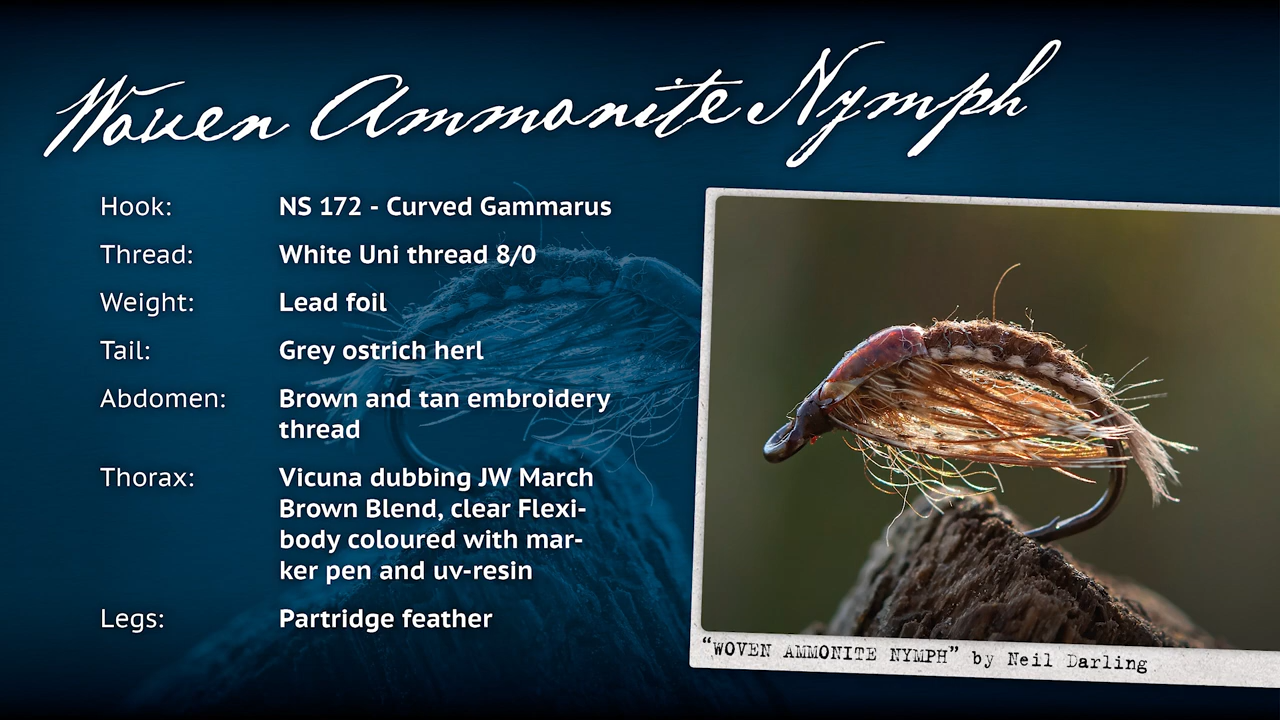 Woven Ammonite Nymph
Hook: NS 172 - Curved Gammarus
Thread: White Uni thread 8/0
Weight: Lead foil
Tail: Grey ostrich herl
Abdomen: Brown and tan embroidery
thread
Thorax: Vicuna dubbing JW March
Brown Blend, clear Flexi-
body coloured with mar-
ker pen and uv-resin
Legs: Partridge feather
"WOVEN AMMONITE NYMPH" by Neil Darling